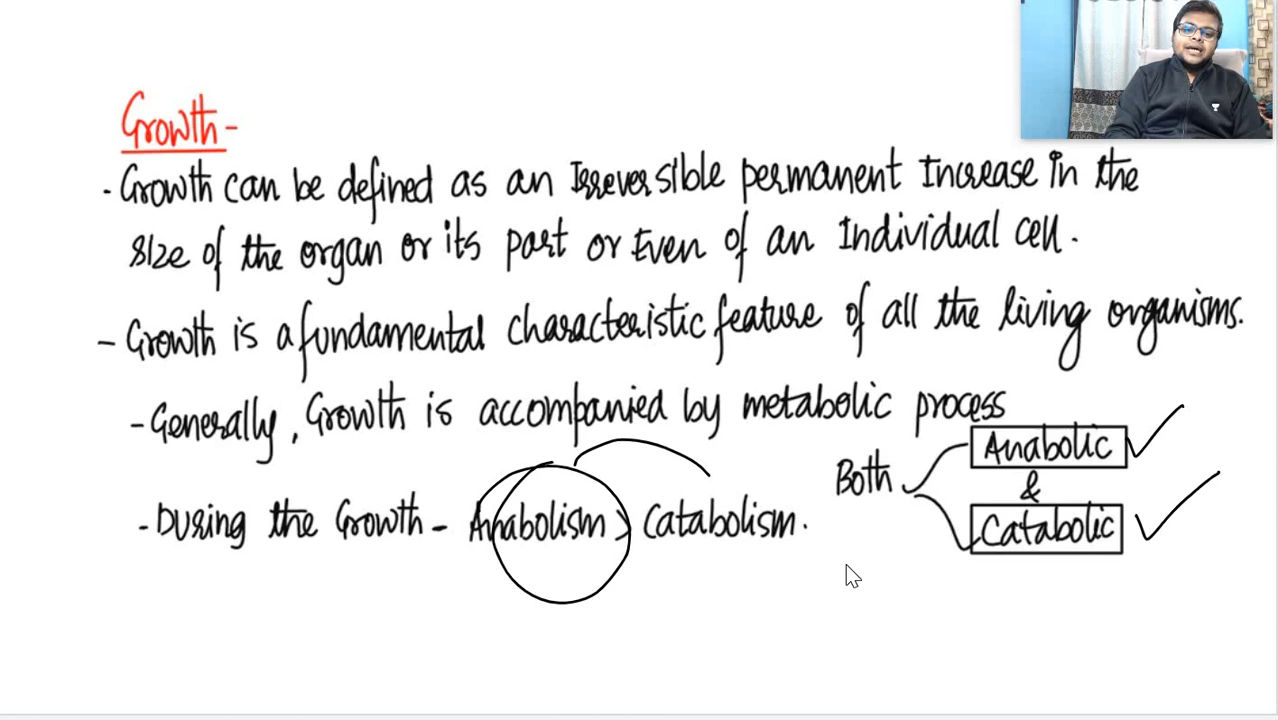 Growth -
· Growth can be defined as an Irreversible permanent Increase in the
size of the organ or its part or Even of an Individual cell.
- Growth is a fundamental characteristic feature of all the living organisms.
- Generally, Growth is accompanied by metabolic process
Both Anabolic
&
Catabolic
- During the Growth - Anabolism > Catabolism.